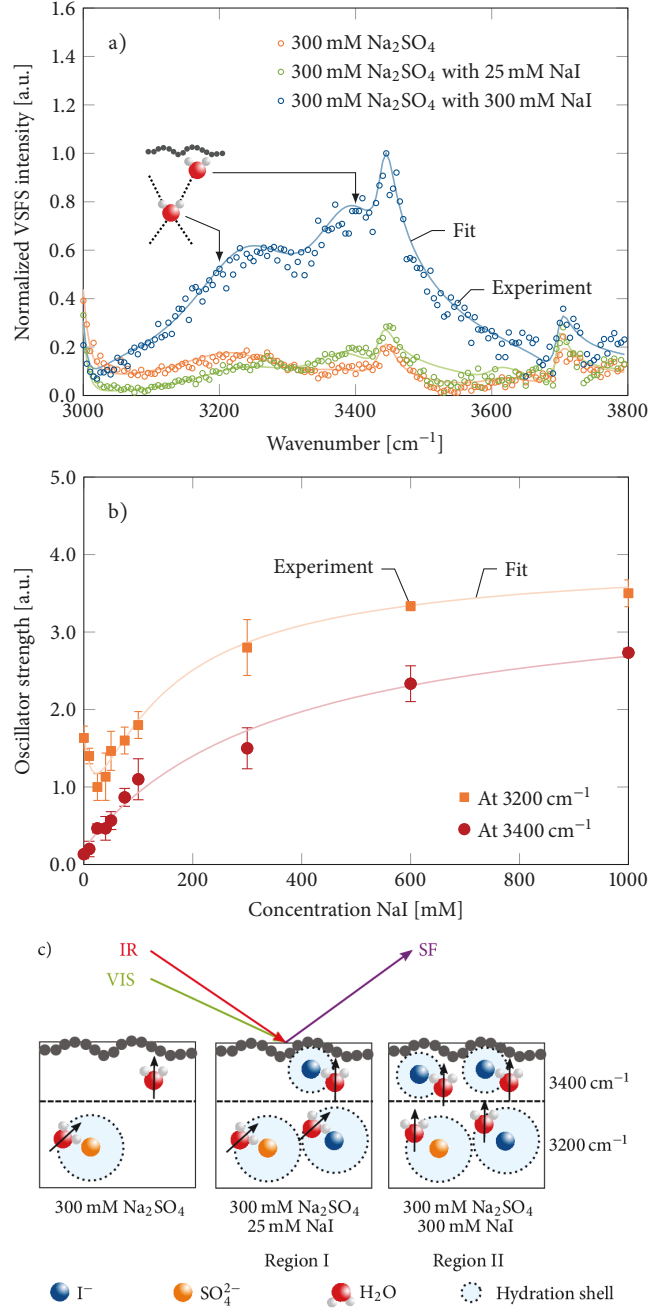 1.6
a)
300 mM Na₂SO₄
1.4
300 mM Na₂SO₄ with 25 mM NaI
1.2
300 mM Na₂SO₄ with 300 mM NaI
1.0
0.8
Fit
0.6
Experiment
0.4
0.2
0.0
Normalized VSFS intensity [a.u.]
3000
3200
3400
3600
3800
Wavenumber [cm⁻¹]
5.0
b)
4.0
Experiment
Fit
3.0
2.0
1.0
At 3200 cm⁻¹
At 3400 cm⁻¹
0.0
Oscillator strength [a.u.]
0
200
400
600
800
1000
Concentration NaI [mM]
c)
IR
SF
VIS
3400 cm⁻¹
3200 cm⁻¹
300 mM Na₂SO₄
300 mM Na₂SO₄
25 mM NaI
300 mM Na₂SO₄
300 mM NaI
Region I
Region II
I⁻
SO₄²⁻
H₂O
Hydration shell